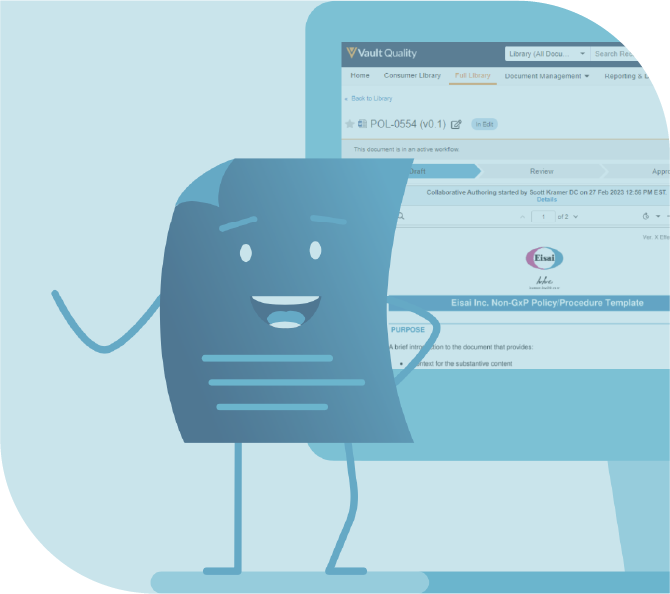 Vault Quality
Library (All Docu...
Search
Home Consumer Library Full Library Document Management Reporting &
Back to Library
POL-0554 (v0.1) In Edit
This document is in an active workflow.
Draft Review
Collaborative Authoring started by Scott Kramer DC on 27 Feb 2023 12:56 PM EST.
Details
1 of 2
Ver. X
Eisai
Eisai Inc. Non-GxP Policy/Procedure Template
PURPOSE
A brief introduction to the document that provides:
for the substantive content